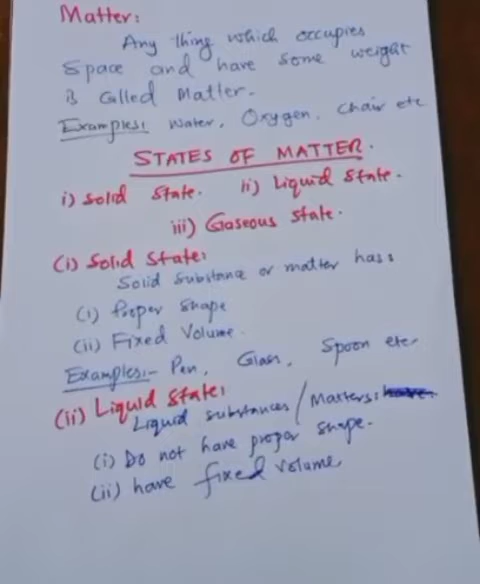 Matter:
Any thing which occupies
Space and have some weight
is Called Matter.
Examples: Water, Oxygen, Chair etc
STATES OF MATTER.
i) Solid State. ii) Liquid State.
iii) Gaseous State.
(i) Solid State:
Solid Substance or matter has:
(i) Proper Shape
(ii) Fixed Volume.
Examples:- Pen, Glass, Spoon etc-
(ii) Liquid State:
Liquid substances/Matters:
(i) Do not have proper shape.
(ii) have fixed volume